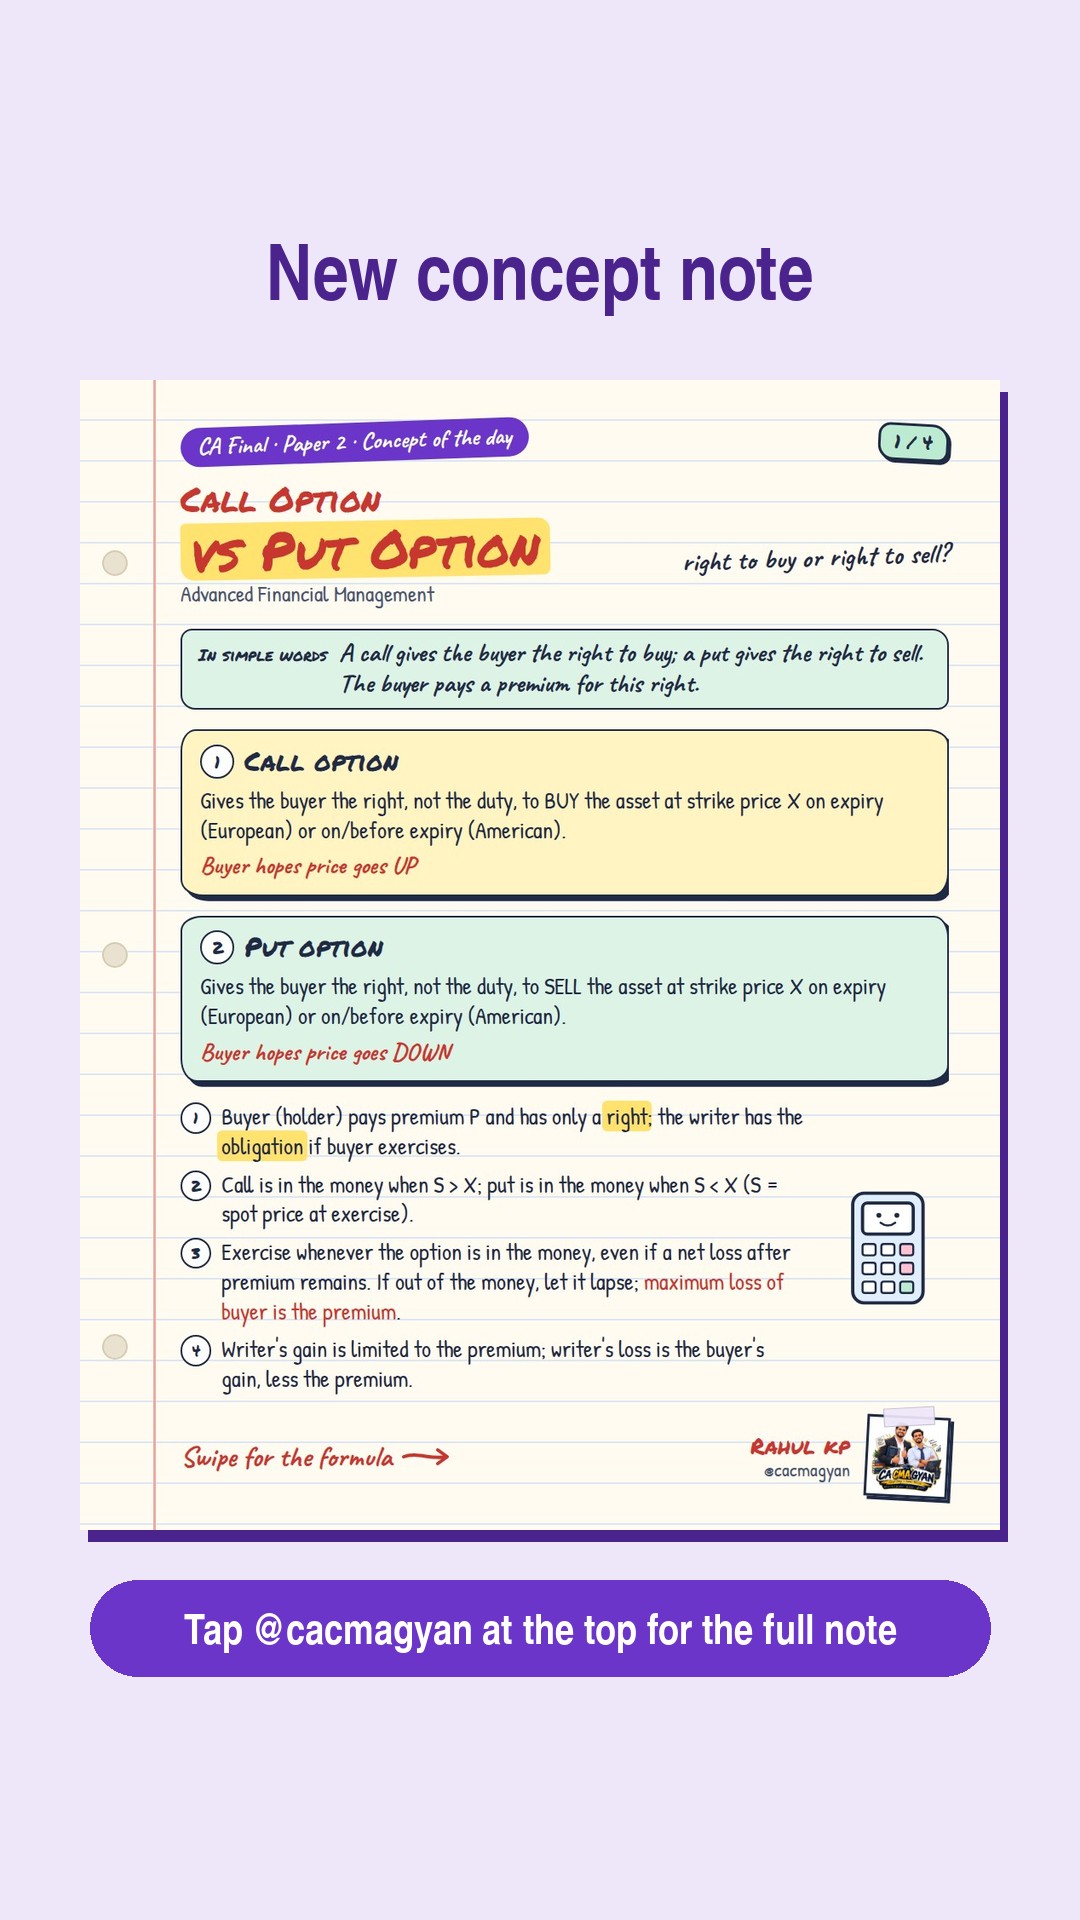 New concept note
CA Final · Paper 2 · Concept of the day
1 / 4
Call Option
vs Put Option
right to buy or right to sell?
Advanced Financial Management
In simple words A call gives the buyer the right to buy; a put gives the right to sell.
The buyer pays a premium for this right.
1 Call option
Gives the buyer the right, not the duty, to BUY the asset at strike price X on expiry
(European) or on/before expiry (American).
Buyer hopes price goes UP
2 Put option
Gives the buyer the right, not the duty, to SELL the asset at strike price X on expiry
(European) or on/before expiry (American).
Buyer hopes price goes DOWN
1 Buyer (holder) pays premium P and has only a right; the writer has the
obligation if buyer exercises.
2 Call is in the money when S > X; put is in the money when S < X (S =
spot price at exercise).
3 Exercise whenever the option is in the money, even if a net loss after
premium remains. If out of the money, let it lapse; maximum loss of
buyer is the premium.
4 Writer's gain is limited to the premium; writer's loss is the buyer's
gain, less the premium.
Swipe for the formula
Rahul KP
@cacmagyan
CA CMA GYAN
Tap @cacmagyan at the top for the full note